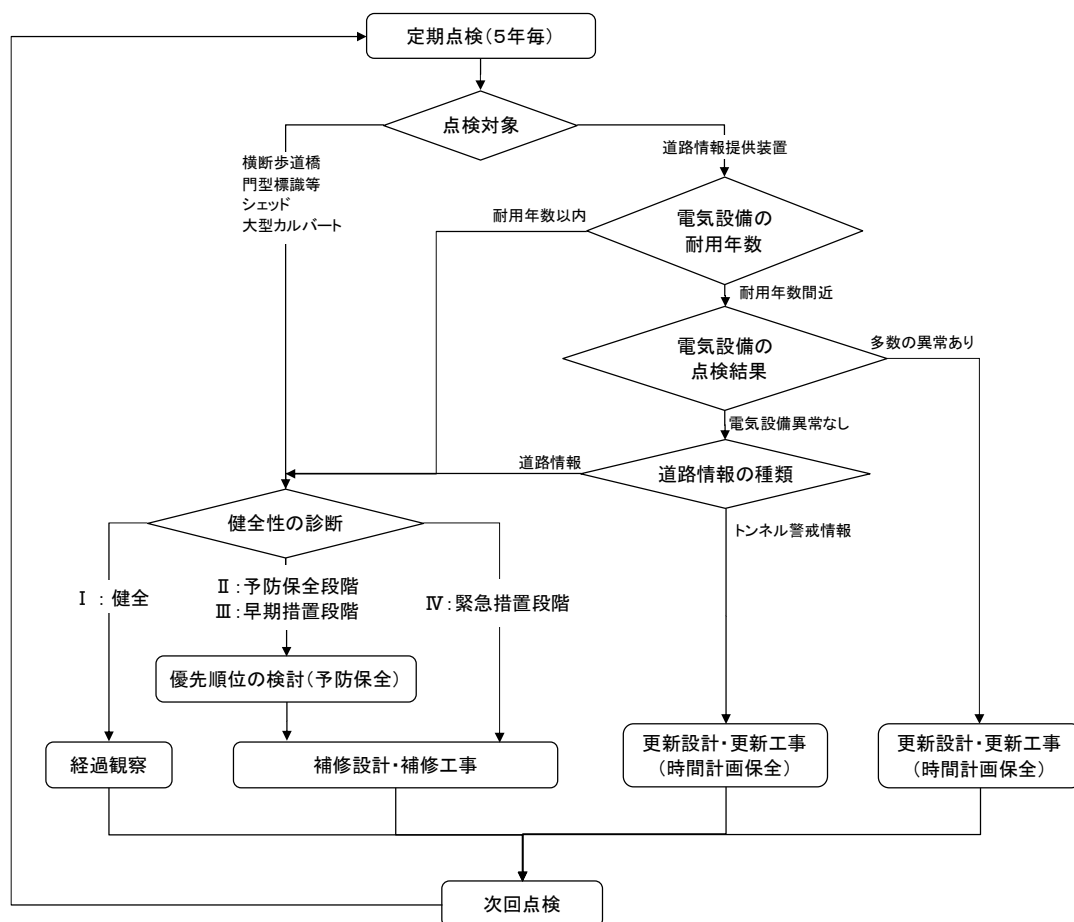 定期点検（５年毎）
点検対象
横断歩道橋
門型標識等
シェッド
大型カルバート
道路情報提供装置
耐用年数以内
電気設備の
耐用年数
耐用年数間近
電気設備の
点検結果
多数の異常あり
電気設備異常なし
道路情報
道路情報の種類
トンネル警戒情報
健全性の診断
Ⅰ ：健全
Ⅱ：予防保全段階
Ⅲ：早期措置段階
Ⅳ：緊急措置段階
優先順位の検討（予防保全）
経過観察
補修設計・補修工事
更新設計・更新工事
（時間計画保全）
更新設計・更新工事
（時間計画保全）
次回点検